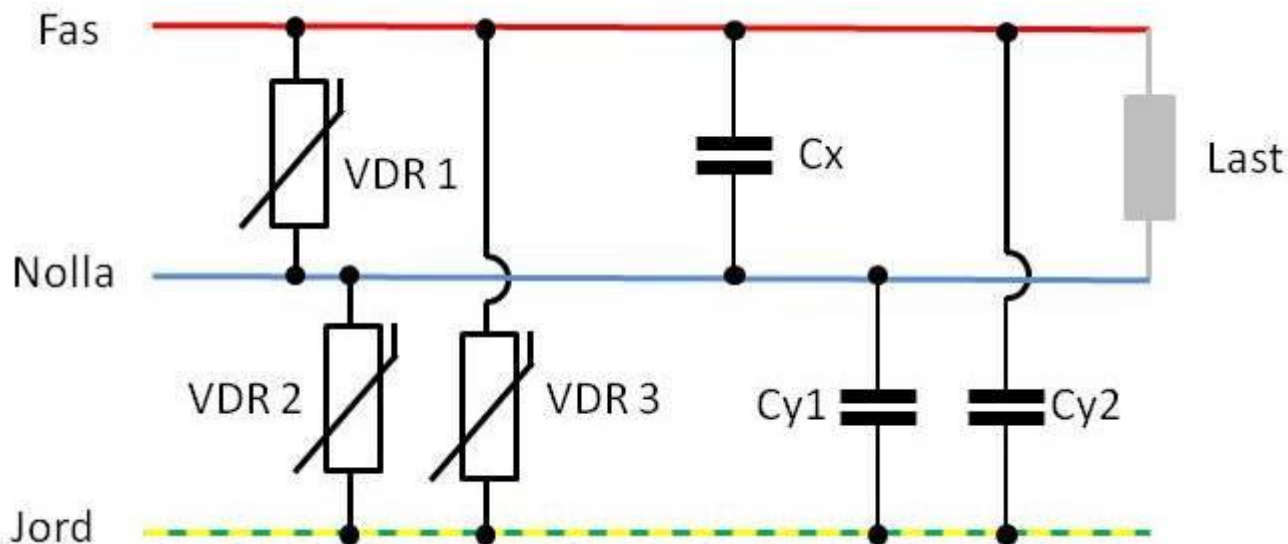 Fas
VDR 1
Cx
Last
Nolla
VDR 2
VDR 3
Cy1
Cy2
Jord